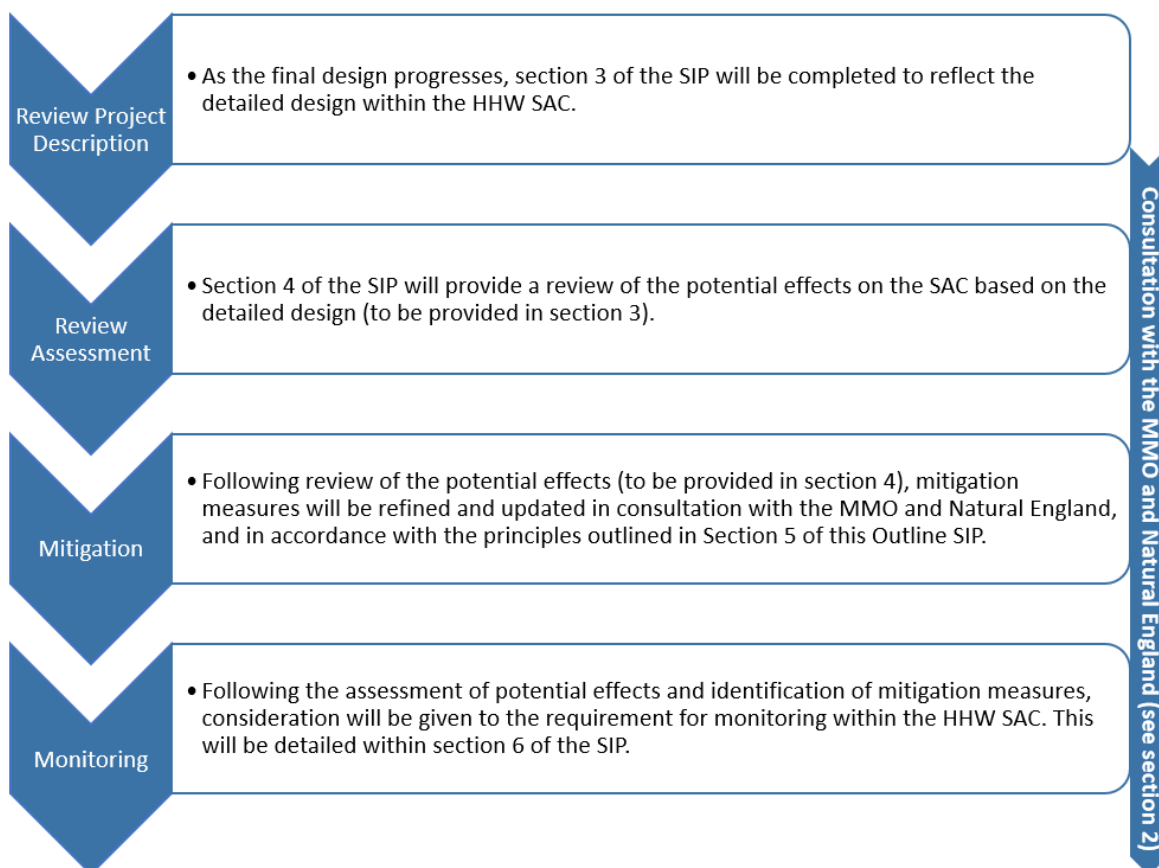 Review Project
Description
• As the final design progresses, section 3 of the SIP will be completed to reflect the
detailed design within the HHW SAC.
Review
Assessment
• Section 4 of the SIP will provide a review of the potential effects on the SAC based on the
detailed design (to be provided in section 3).
Mitigation
• Following review of the potential effects (to be provided in section 4), mitigation
measures will be refined and updated in consultation with the MMO and Natural England,
and in accordance with the principles outlined in Section 5 of this Outline SIP.
Monitoring
• Following the assessment of potential effects and identification of mitigation measures,
consideration will be given to the requirement for monitoring within the HHW SAC. This
will be detailed within section 6 of the SIP.
Consultation with the MMO and Natural England (see section 2)